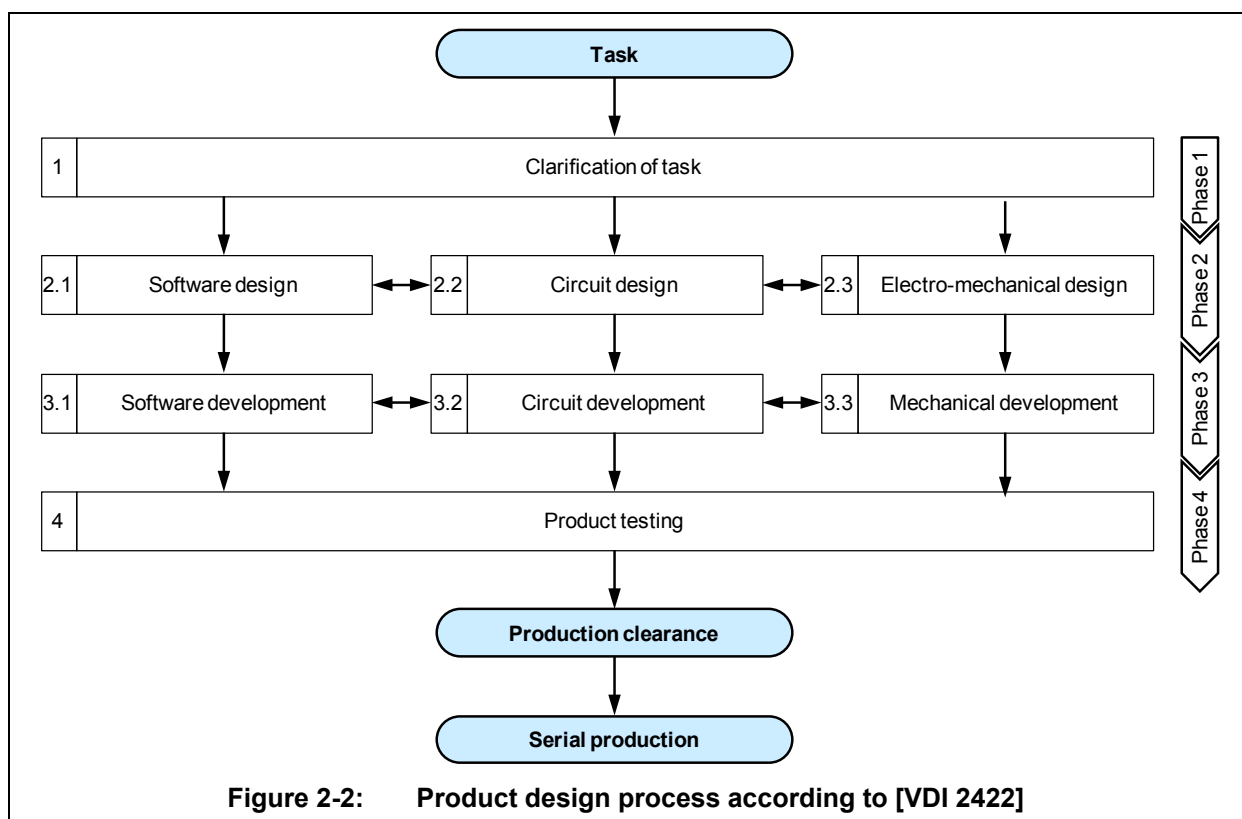 Task
1 Clarification of task
Phase 1
2.1 Software design 2.2 Circuit design 2.3 Electro-mechanical design
Phase 2
3.1 Software development 3.2 Circuit development 3.3 Mechanical development
Phase 3
4 Product testing
Phase 4
Production clearance
Serial production
Figure 2-2: Product design process according to [VDI 2422]